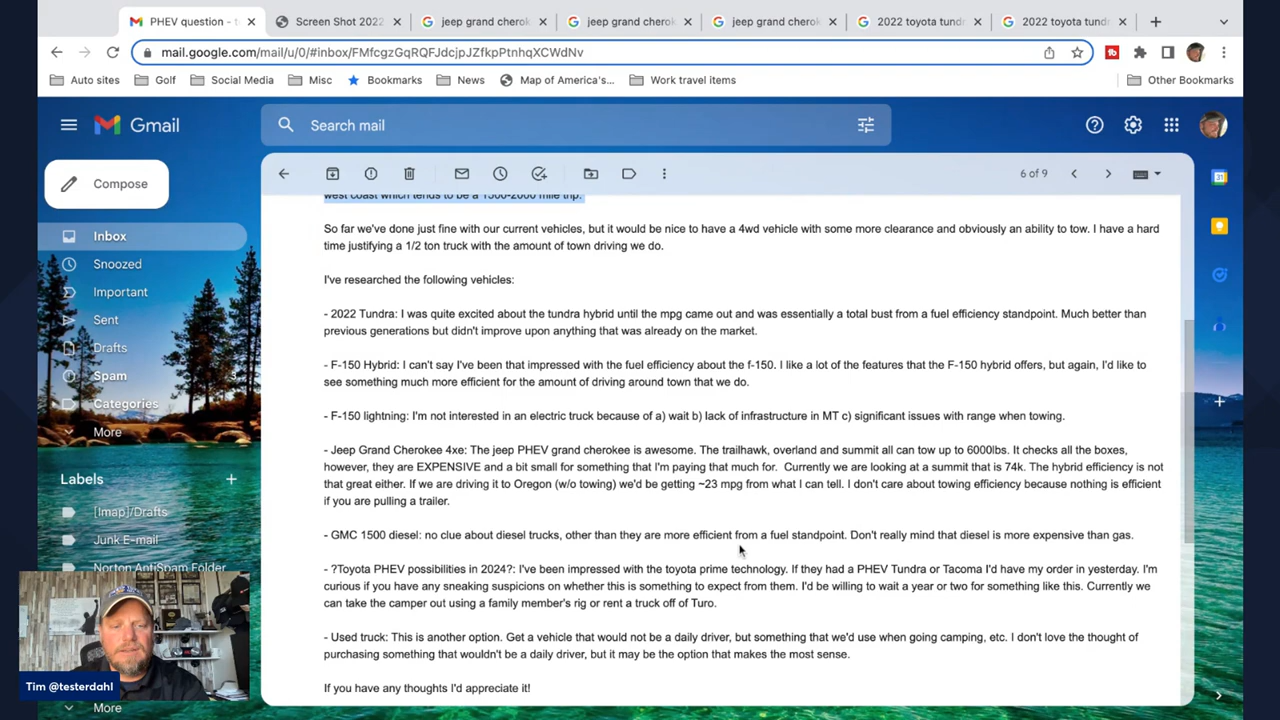 PHEV question - t
Screen Shot 2022
jeep grand cherok
jeep grand cherok
jeep grand cherok
2022 toyota tundr
2022 toyota tundr
mail.google.com/mail/u/0/#inbox/FMfcgzGqRQFJdcjpJZfkpPtnhqXCWdNv
Auto sites
Golf
Social Media
Misc
Bookmarks
News
Map of America's...
Work travel items
Other Bookmarks
Gmail
Search mail
Compose
6 of 9
Inbox
Snoozed
Important
Sent
Drafts
Spam
Categories
More
Labels
[Imap]/Drafts
Junk E-mail
Norton AntiSpam Folder
More
west coast which tends to be a 1500-2000 mile trip.
So far we've done just fine with our current vehicles, but it would be nice to have a 4wd vehicle with some more clearance and obviously an ability to tow. I have a hard
time justifying a 1/2 ton truck with the amount of town driving we do.
I've researched the following vehicles:
- 2022 Tundra: I was quite excited about the tundra hybrid until the mpg came out and was essentially a total bust from a fuel efficiency standpoint. Much better than
previous generations but didn't improve upon anything that was already on the market.
- F-150 Hybrid: I can't say I've been that impressed with the fuel efficiency about the f-150. I like a lot of the features that the F-150 hybrid offers, but again, I'd like to
see something much more efficient for the amount of driving around town that we do.
- F-150 lightning: I'm not interested in an electric truck because of a) wait b) lack of infrastructure in MT c) significant issues with range when towing.
- Jeep Grand Cherokee 4xe: The jeep PHEV grand cherokee is awesome. The trailhawk, overland and summit all can tow up to 6000lbs. It checks all the boxes,
however, they are EXPENSIVE and a bit small for something that I'm paying that much for. Currently we are looking at a summit that is 74k. The hybrid efficiency is not
that great either. If we are driving it to Oregon (w/o towing) we'd be getting ~23 mpg from what I can tell. I don't care about towing efficiency because nothing is efficient
if you are pulling a trailer.
- GMC 1500 diesel: no clue about diesel trucks, other than they are more efficient from a fuel standpoint. Don't really mind that diesel is more expensive than gas.
- ?Toyota PHEV possibilities in 2024?: I've been impressed with the toyota prime technology. If they had a PHEV Tundra or Tacoma I'd have my order in yesterday. I'm
curious if you have any sneaking suspicions on whether this is something to expect from them. I'd be willing to wait a year or two for something like this. Currently we
can take the camper out using a family member's rig or rent a truck off of Turo.
- Used truck: This is another option. Get a vehicle that would not be a daily driver, but something that we'd use when going camping, etc. I don't love the thought of
purchasing something that wouldn't be a daily driver, but it may be the option that makes the most sense.
If you have any thoughts I'd appreciate it!
Tim @testerdahl